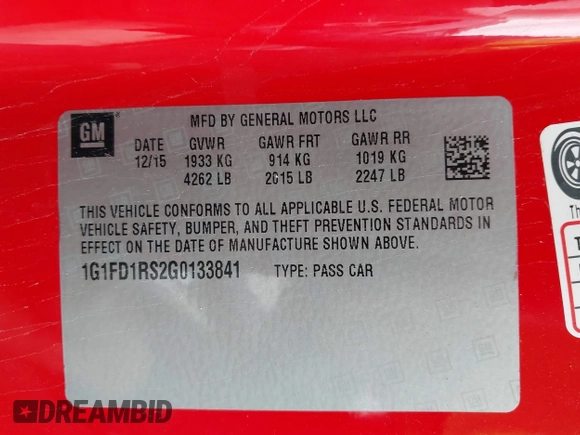 GM
MFD BY GENERAL MOTORS LLC
DATE GVWR GAWR FRT GAWR RR
12/15 1933 KG 914 KG 1019 KG
4262 LB 2015 LB 2247 LB
THIS VEHICLE CONFORMS TO ALL APPLICABLE U.S. FEDERAL MOTOR
VEHICLE SAFETY, BUMPER, AND THEFT PREVENTION STANDARDS IN
EFFECT ON THE DATE OF MANUFACTURE SHOWN ABOVE.
1G1FD1RS2G0133841 TYPE: PASS CAR
DREAMBID